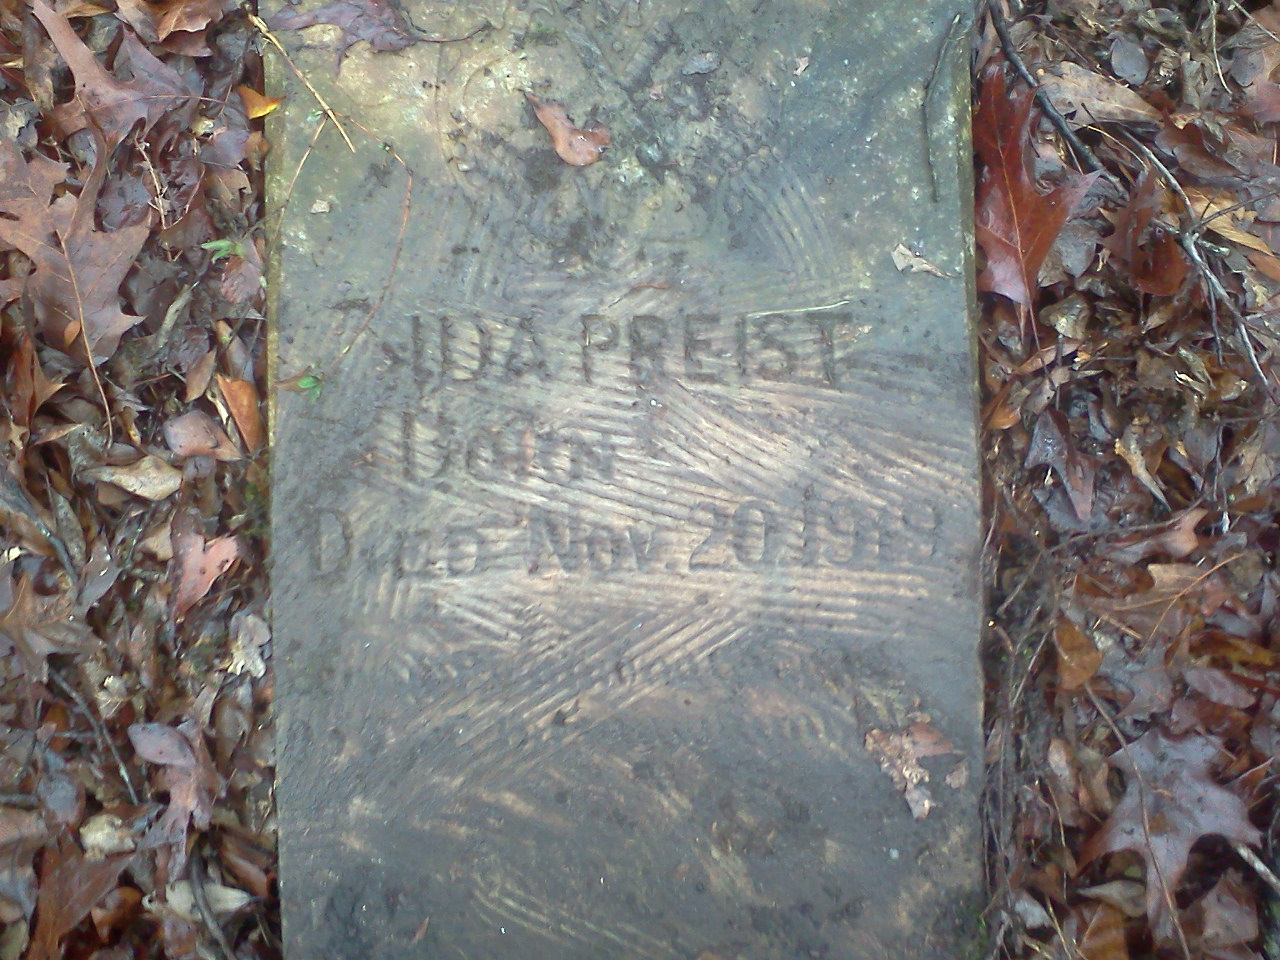 IDA PREIST
Born
Died Nov. 20, 1919